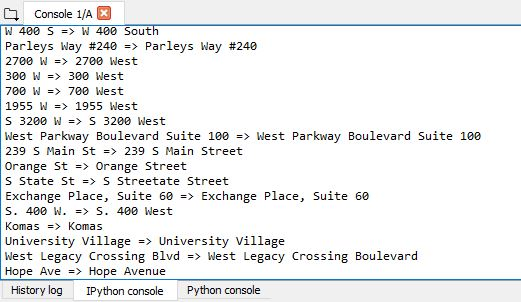 Console 1/A
W 400 S => W 400 South
Parleys Way #240 => Parleys Way #240
2700 W => 2700 West
300 W => 300 West
700 W => 700 West
1955 W => 1955 West
S 3200 W => S 3200 West
West Parkway Boulevard Suite 100 => West Parkway Boulevard Suite 100
239 S Main St => 239 S Main Street
Orange St => Orange Street
S State St => S Streetate Street
Exchange Place, Suite 60 => Exchange Place, Suite 60
S. 400 W. => S. 400 West
Komas => Komas
University Village => University Village
West Legacy Crossing Blvd => West Legacy Crossing Boulevard
Hope Ave => Hope Avenue
History log IPython console Python console